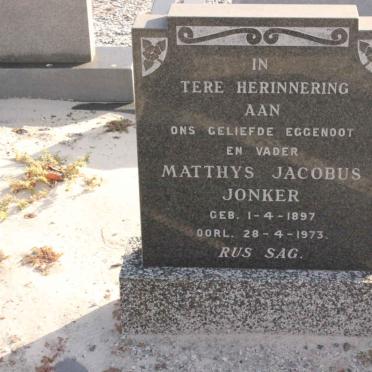 IN
TERE HERINNERING
AAN
ONS GELIEFDE EGGENOOT
EN VADER
MATTHYS JACOBUS
JONKER
GEB. 1-4-1897
OORL. 28-4-1973.
RUS SAG.